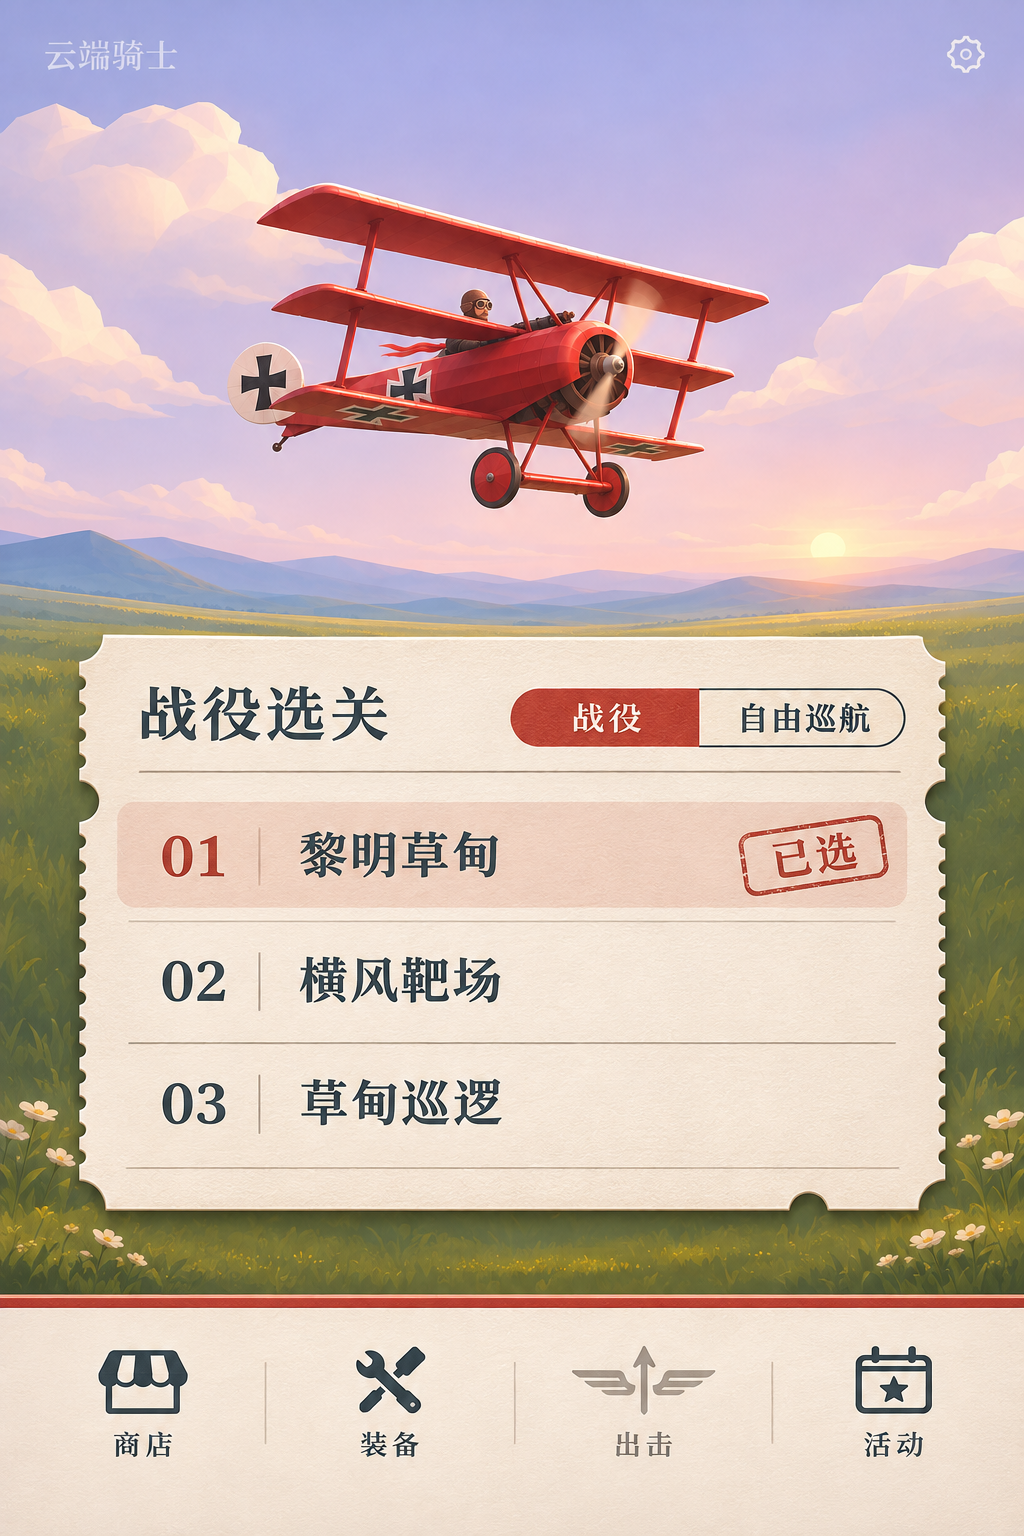 云端骑士
战役选关
战役
自由巡航
01 黎明草甸 已选
02 横风靶场
03 草甸巡逻
商店
装备
出击
活动